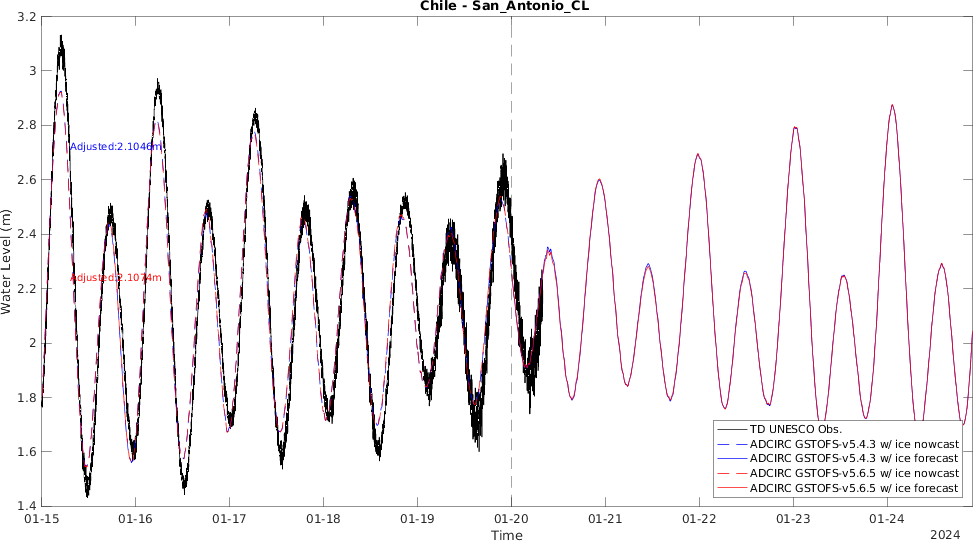 Chile - San_Antonio_CL
Water Level (m)
3.2
3
2.8
2.6
2.4
2.2
2
1.8
1.6
1.4
Adjusted:2.1046m
Adjusted:2.1074m
TD UNESCO Obs.
ADCIRC GSTOFS-v5.4.3 w/ ice nowcast
ADCIRC GSTOFS-v5.4.3 w/ ice forecast
ADCIRC GSTOFS-v5.6.5 w/ ice nowcast
ADCIRC GSTOFS-v5.6.5 w/ ice forecast
01-15 01-16 01-17 01-18 01-19 01-20 01-21 01-22 01-23 01-24
Time
2024